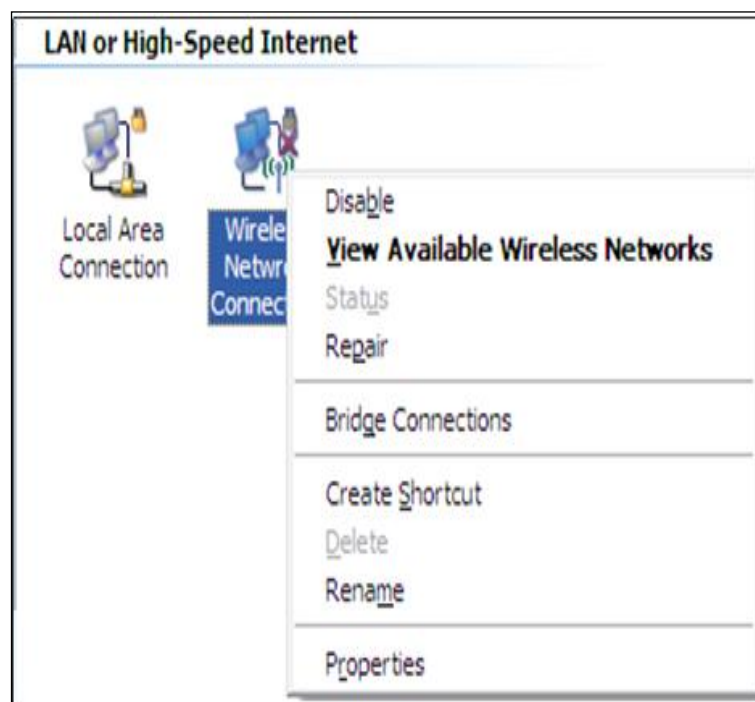 LAN or High-Speed Internet
Local Area
Connection
Wirele
Netwo
Connec
Disable
View Available Wireless Networks
Status
Repair
Bridge Connections
Create Shortcut
Delete
Rename
Properties